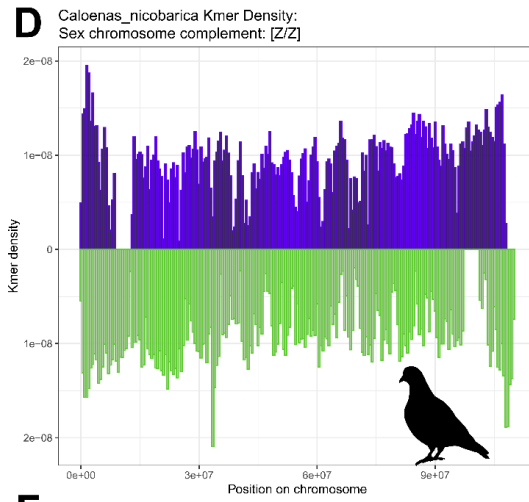 D
Caloenas_nicobarica Kmer Density:
Sex chromosome complement: [Z/Z]
Kmer density
2e−08
1e−08
0
1e−08
2e−08
0e+00 3e+07 6e+07 9e+07
Position on chromosome